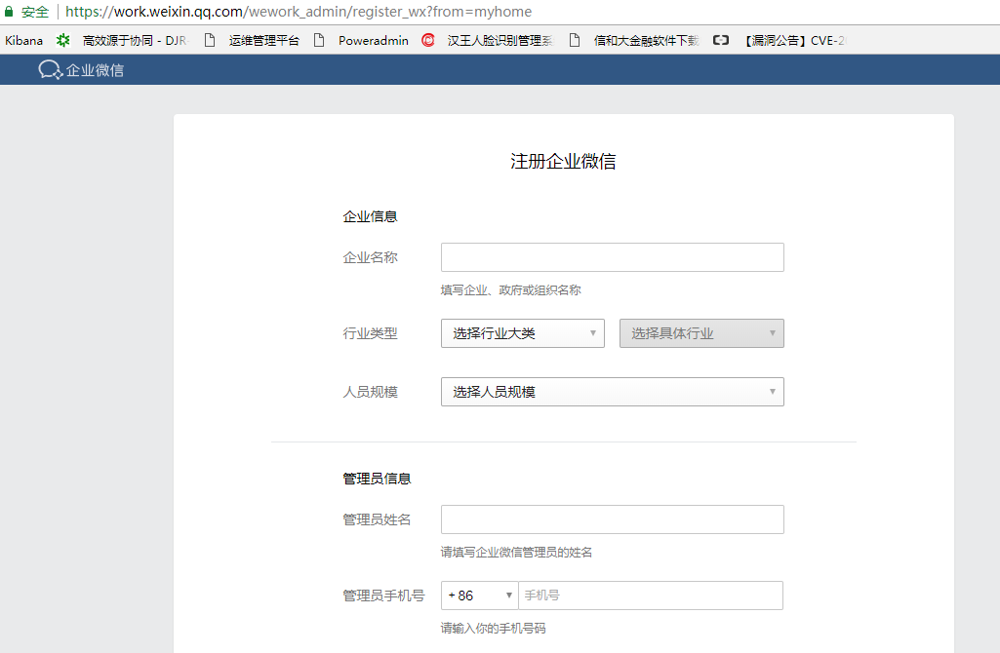 安全 | https://work.weixin.qq.com/wework_admin/register_wx?from=myhome
Kibana 高效源于协同 - DJR 运维管理平台 Poweradmin 汉王人脸识别管理系 信和大金融软件下载 【漏洞公告】CVE-2
企业微信
注册企业微信
企业信息
企业名称
填写企业、政府或组织名称
行业类型 选择行业大类 选择具体行业
人员规模 选择人员规模
管理员信息
管理员姓名
请填写企业微信管理员的姓名
管理员手机号 +86 手机号
请输入你的手机号码